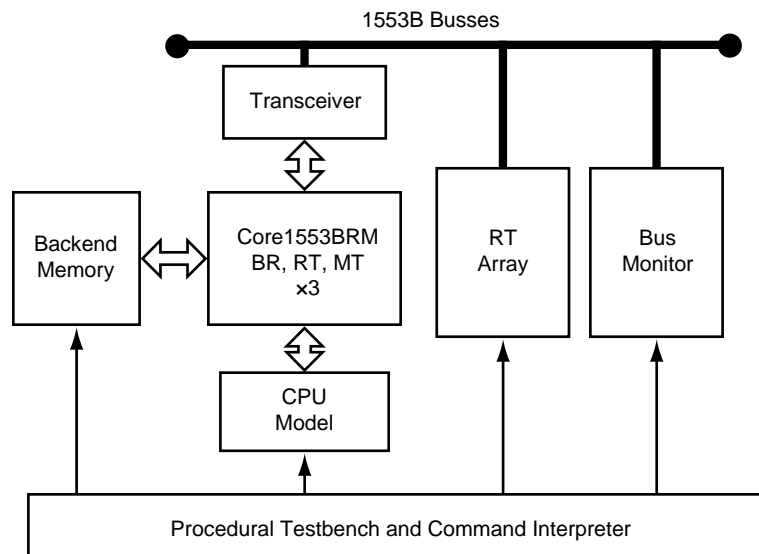 1553B Busses
Transceiver
Backend
Memory
Core1553BRM
BR, RT, MT
×3
RT
Array
Bus
Monitor
CPU
Model
Procedural Testbench and Command Interpreter